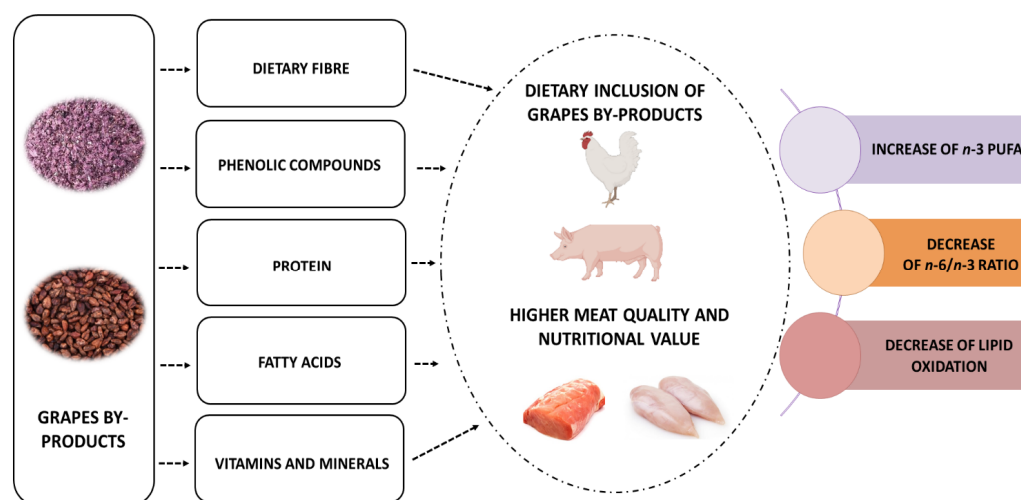 GRAPES BY-
PRODUCTS
DIETARY FIBRE
PHENOLIC COMPOUNDS
PROTEIN
FATTY ACIDS
VITAMINS AND MINERALS
DIETARY INCLUSION OF
GRAPES BY-PRODUCTS
HIGHER MEAT QUALITY AND
NUTRITIONAL VALUE
INCREASE OF n-3 PUFA
DECREASE
OF n-6/n-3 RATIO
DECREASE OF LIPID
OXIDATION